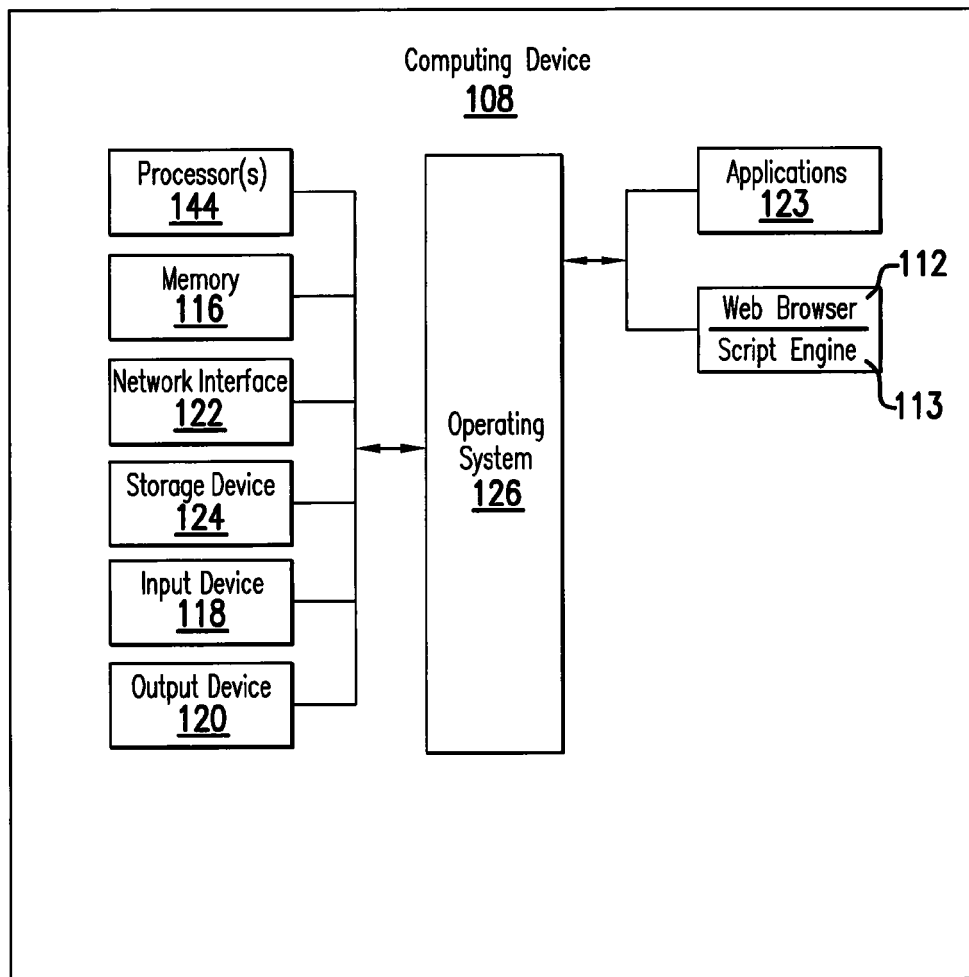 Computing Device
108
Processor(s)
144
Memory
116
Network Interface
122
Storage Device
124
Input Device
118
Output Device
120
Operating
System
126
Applications
123
112
Web Browser
Script Engine
113